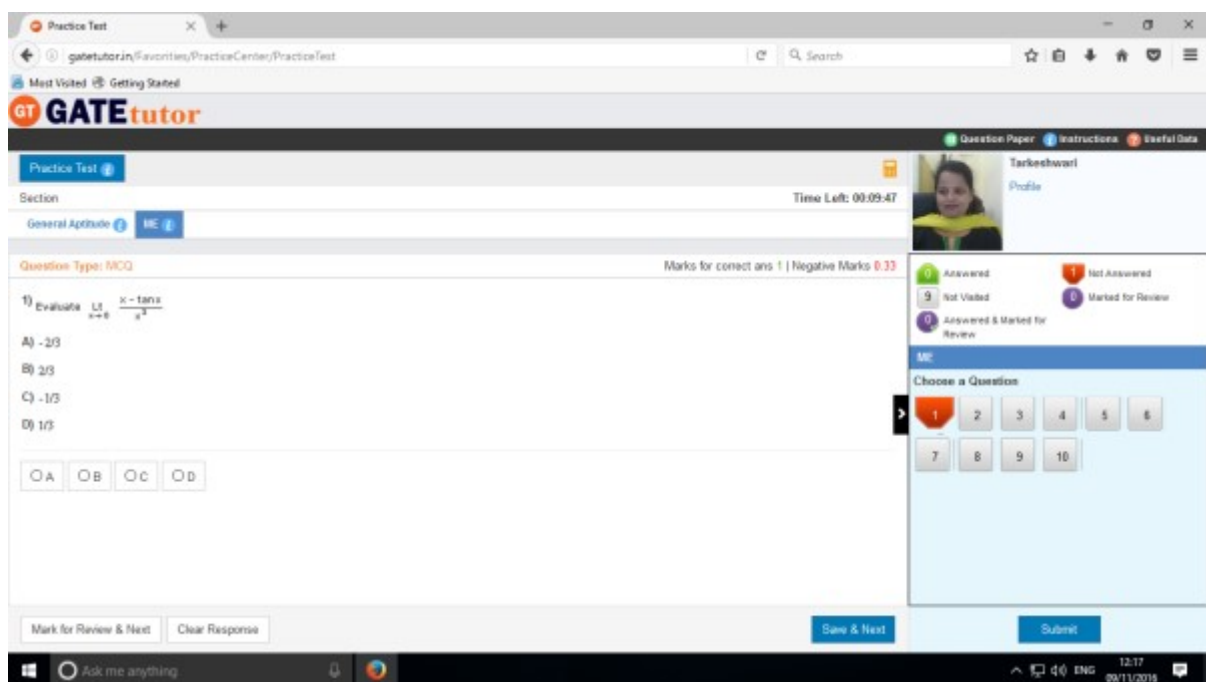 Practice Test
gatetutor.in/Favorities/PracticeCenter/PracticeTest
Search
Most Visited Getting Started
GT GATEtutor
Question Paper Instructions Useful Data
Practice Test
Tarkeshwari
Profile
Section Time Left: 00:09:47
General Aptitude ME
Question Type: MCQ Marks for correct ans 1 | Negative Marks 0.33
0 Answered 1 Not Answered
9 Not Visited 0 Marked for Review
0 Answered & Marked for Review
1) Evaluate Lt x→0 x - tanx / x³
A) -2/3
B) 2/3
C) -1/3
D) 1/3
A B C D
ME
Choose a Question
1 2 3 4 5 6
7 8 9 10
Mark for Review & Next Clear Response Save & Next Submit
Ask me anything
ENG 12:17
09/11/2016